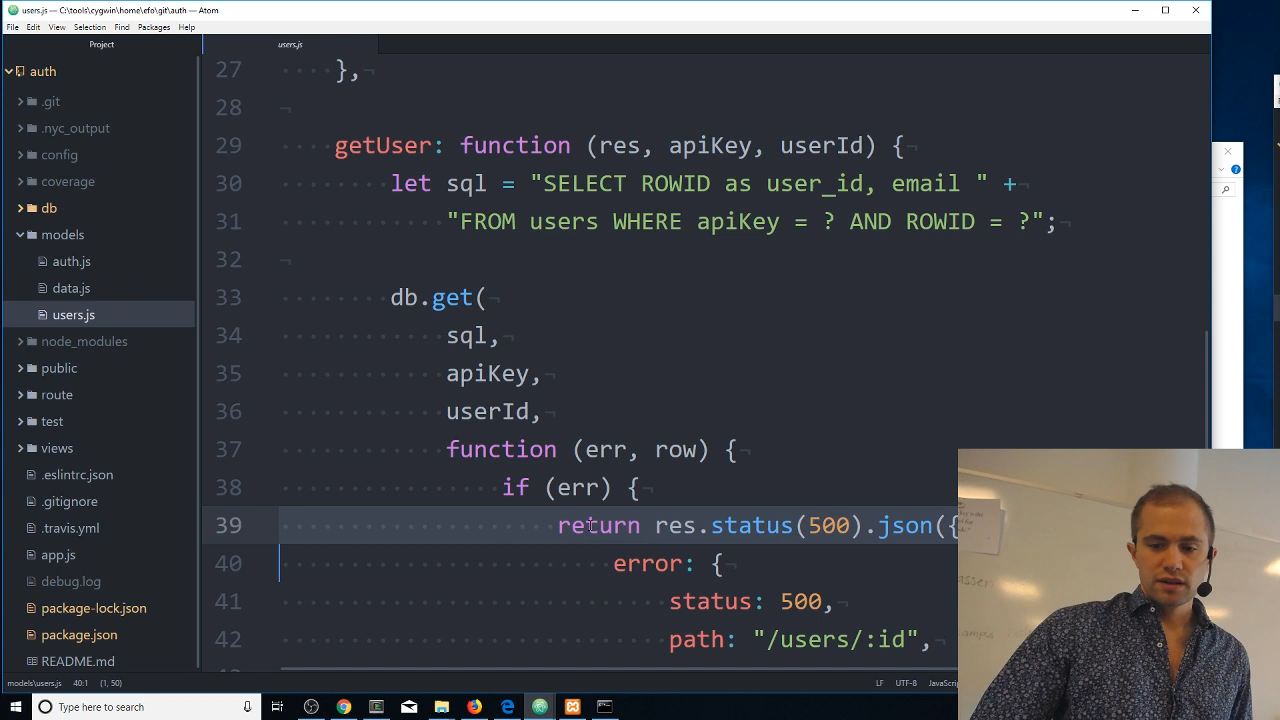 users.js — C:\tools\cygwin\home\efo\git\auth — Atom
File Edit View Selection Find Packages Help
Project
users.js
auth
.git
.nyc_output
config
coverage
db
models
auth.js
data.js
users.js
node_modules
public
route
test
views
.eslintrc.json
.gitignore
.travis.yml
app.js
debug.log
package-lock.json
package.json
README.md
27 },
28
29 getUser: function (res, apiKey, userId) {
30 let sql = "SELECT ROWID as user_id, email " +
31 "FROM users WHERE apiKey = ? AND ROWID = ?";
32
33 db.get(
34 sql,
35 apiKey,
36 userId,
37 function (err, row) {
38 if (err) {
39 return res.status(500).json({
40 error: {
41 status: 500,
42 path: "/users/:id",
models\users.js 40:1 (1, 50) LF UTF-8 JavaScr
Type here to search